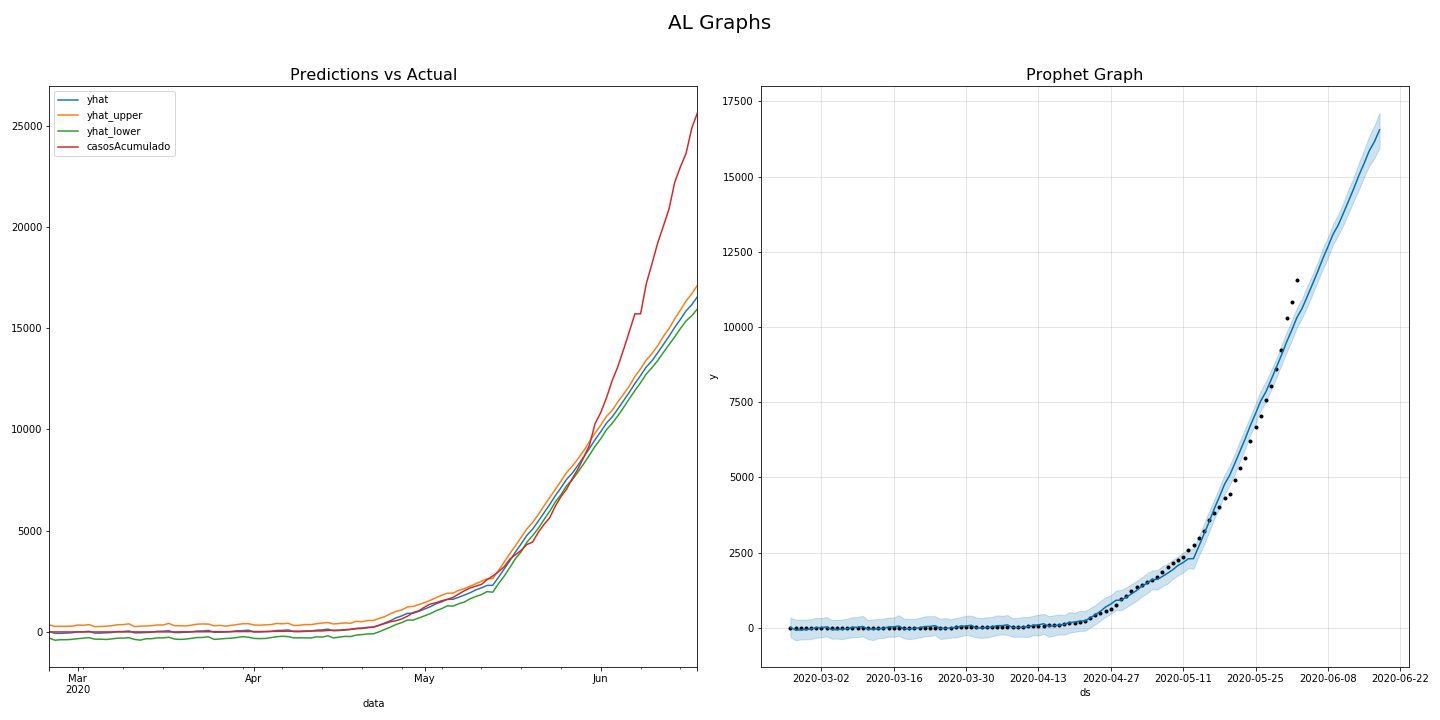 AL Graphs
Predictions vs Actual
yhat
yhat_upper
yhat_lower
casosAcumulado
25000
20000
15000
10000
5000
0
Mar
2020
Apr
May
Jun
data
Prophet Graph
17500
15000
12500
10000
7500
5000
2500
0
y
2020-03-02
2020-03-16
2020-03-30
2020-04-13
2020-04-27
2020-05-11
2020-05-25
2020-06-08
2020-06-22
ds